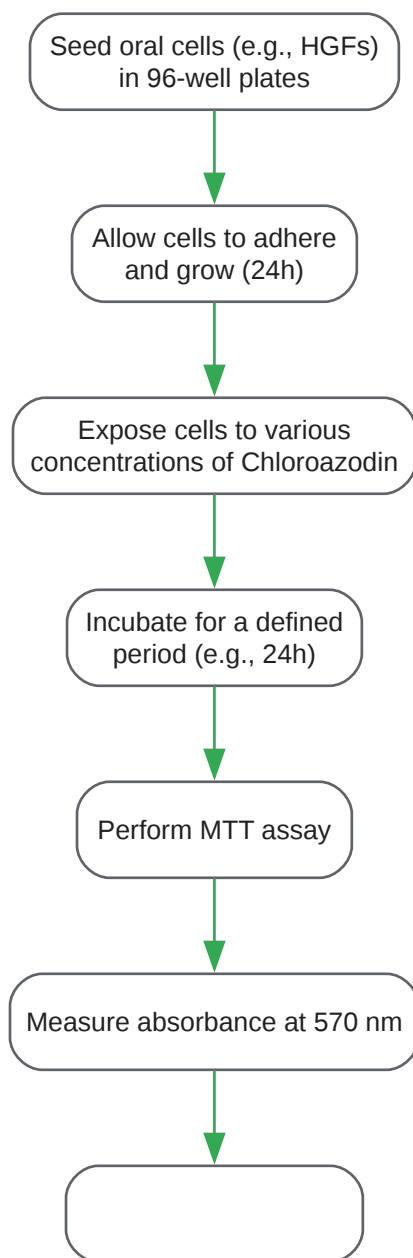 Seed oral cells (e.g., HGFs)
in 96-well plates
Allow cells to adhere
and grow (24h)
Expose cells to various
concentrations of Chloroazodin
Incubate for a defined
period (e.g., 24h)
Perform MTT assay
Measure absorbance at 570 nm